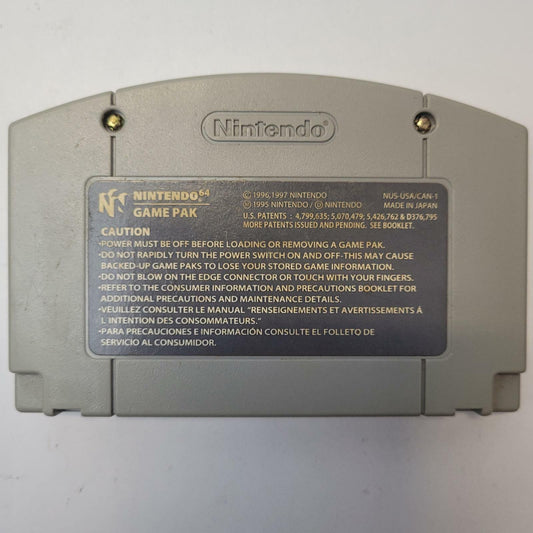 Nintendo®
NINTENDO 64
GAME PAK
© 1996,1997 NINTENDO NUS-USA/CAN-1
Ⓜ 1995 NINTENDO / Ⓤ NINTENDO MADE IN JAPAN
U.S. PATENTS : 4,799,635; 5,070,479; 5,426,762 & D376,795
MORE PATENTS ISSUED AND PENDING. SEE BOOKLET.
CAUTION
•POWER MUST BE OFF BEFORE LOADING OR REMOVING A GAME PAK.
•DO NOT RAPIDLY TURN THE POWER SWITCH ON AND OFF-THIS MAY CAUSE
BACKED-UP GAME PAKS TO LOSE YOUR STORED GAME INFORMATION.
•DO NOT BLOW ON THE EDGE CONNECTOR OR TOUCH WITH YOUR FINGERS.
•REFER TO THE CONSUMER INFORMATION AND PRECAUTIONS BOOKLET FOR
ADDITIONAL PRECAUTIONS AND MAINTENANCE DETAILS.
•VEUILLEZ CONSULTER LE MANUAL "RENSEIGNEMENTS ET AVERTISSEMENTS À
L INTENTION DES CONSOMMATEURS."
•PARA PRECAUCIONES E INFORMACIÓN CONSULTE EL FOLLETO DE
SERVICIO AL CONSUMIDOR.